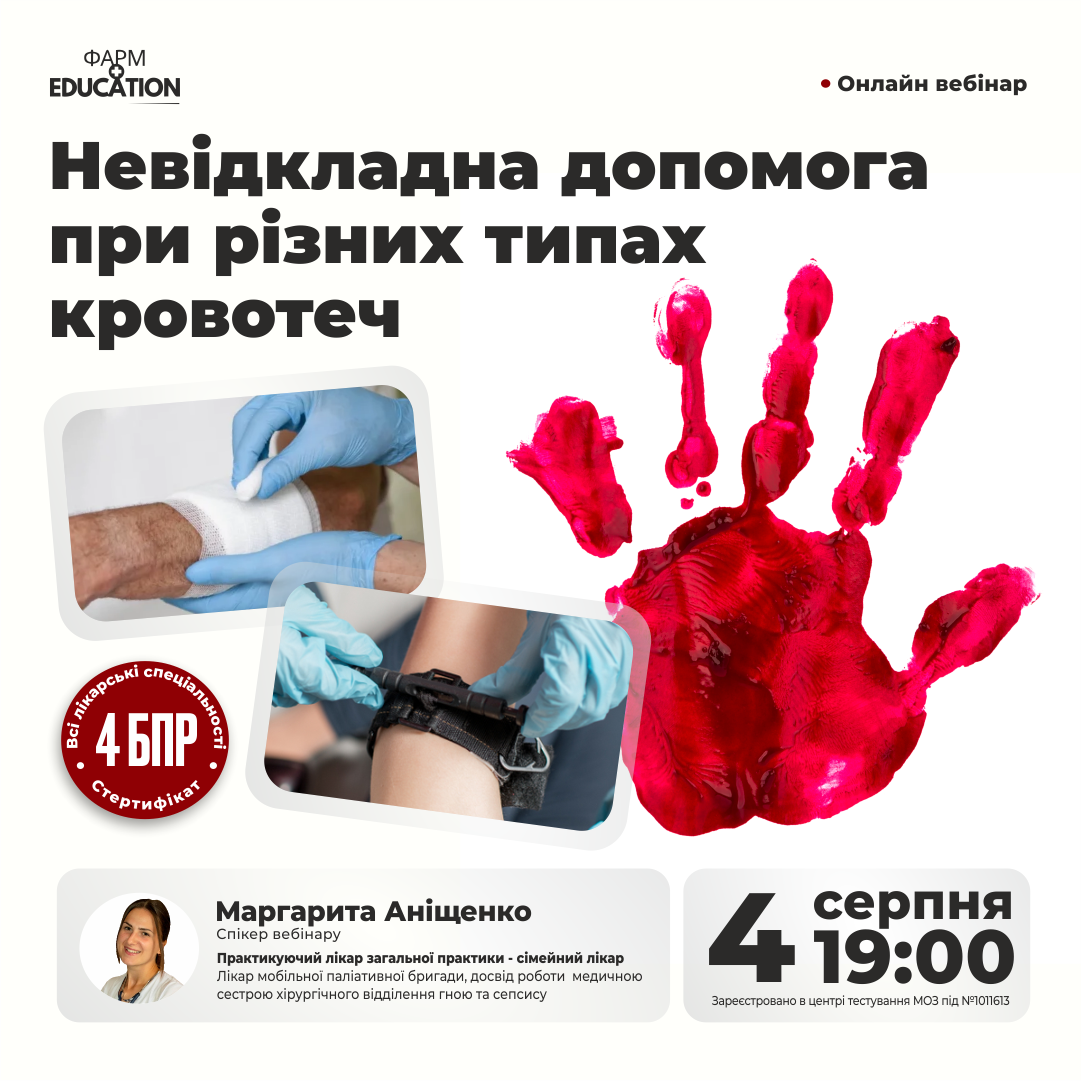 ФАРМ
EDUCATION
Онлайн вебінар
Невідкладна допомога
при різних типах
кровотеч
Всі лікарські спеціальності
4 БПР
Стертифікат
Маргарита Аніщенко
Спікер вебінару
Практикуючий лікар загальної практики - сімейний лікар
Лікар мобільної паліативної бригади, досвід роботи медичною
сестрою хірургічного відділення гною та сепсису
4 серпня
19:00
Зареєстровано в центрі тестування МОЗ під №1011613